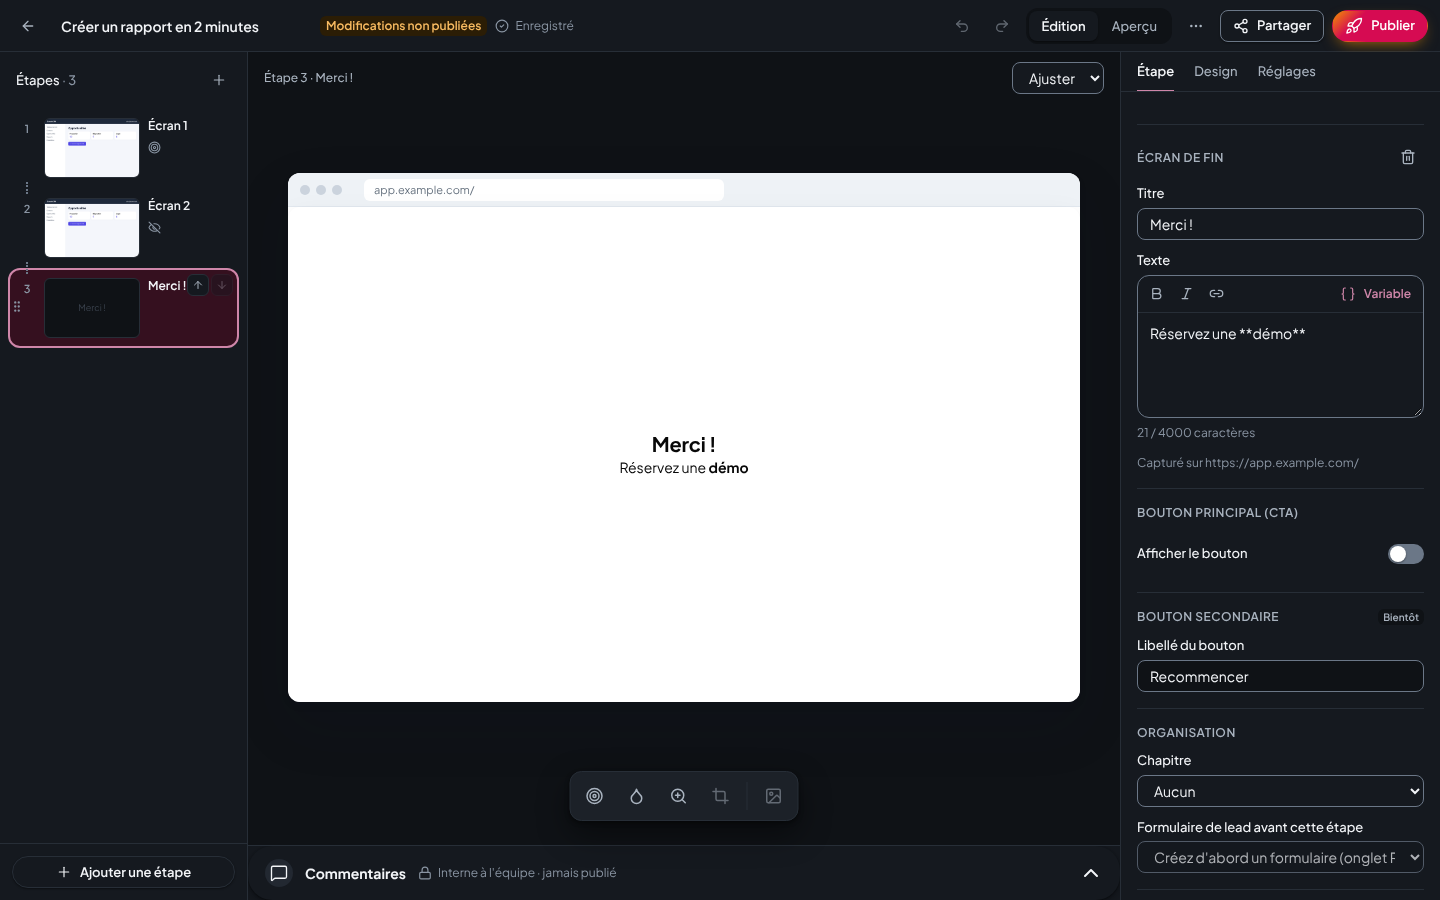 Créer un rapport en 2 minutes
Modifications non publiées
Enregistré
Édition
Aperçu
Partager
Publier
Étapes · 3
1
Écran 1
2
Écran 2
3
Merci !
Merci !
Ajouter une étape
Étape 3 · Merci !
Ajuster
app.example.com/
Merci !
Réservez une démo
Commentaires
Interne à l'équipe · jamais publié
Étape
Design
Réglages
ÉCRAN DE FIN
Titre
Merci !
Texte
Variable
Réservez une **démo**
21 / 4000 caractères
Capturé sur https://app.example.com/
BOUTON PRINCIPAL (CTA)
Afficher le bouton
BOUTON SECONDAIRE
Bientôt
Libellé du bouton
Recommencer
ORGANISATION
Chapitre
Aucun
Formulaire de lead avant cette étape
Créez d'abord un formulaire (onglet